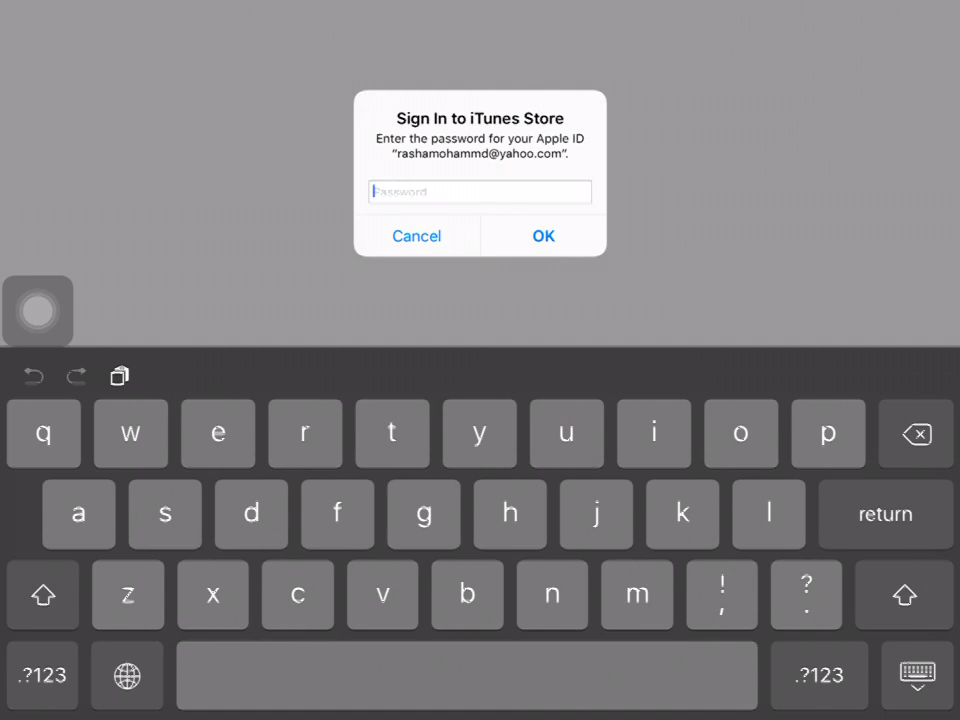 Sign In to iTunes Store
Enter the password for your Apple ID
“rashamohammd@yahoo.com”.
Password
Cancel OK
q w e r t y u i o p
a s d f g h j k l return
z x c v b n m ! , ? .
.?123 .?123